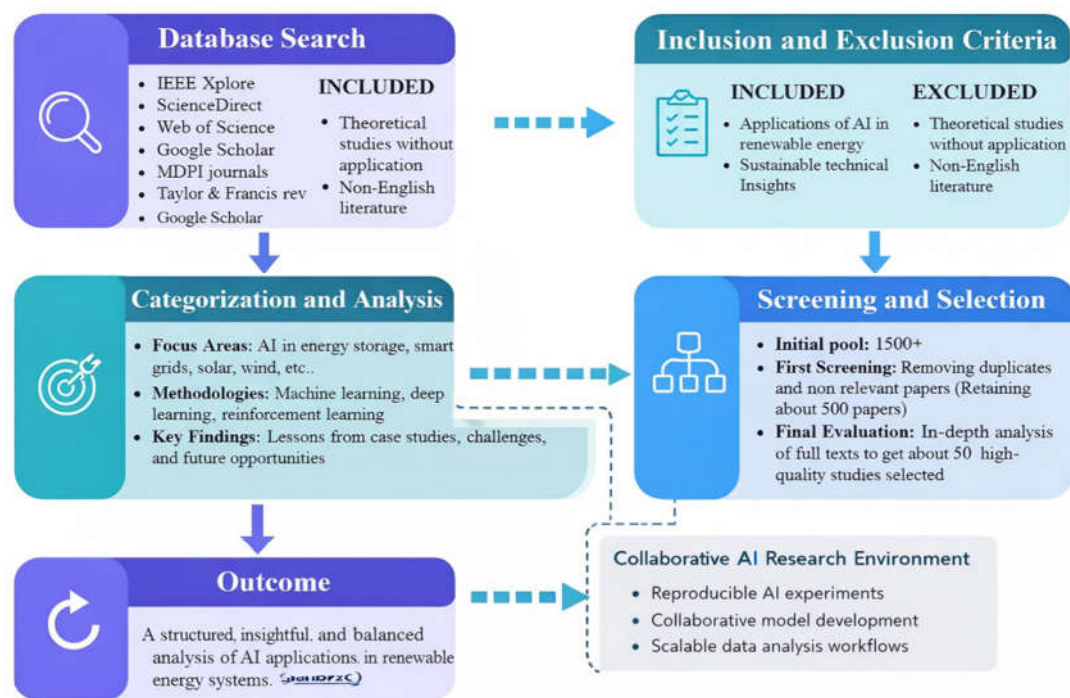 Database Search
• IEEE Xplore
• ScienceDirect
• Web of Science
• Google Scholar
• MDPI journals
• Taylor & Francis rev
• Google Scholar
INCLUDED
• Theoretical
studies without
application
• Non-English
literature
Inclusion and Exclusion Criteria
INCLUDED
• Applications of AI in
renewable energy
• Sustainable technical
Insights
EXCLUDED
• Theoretical studies
without application
• Non-English
literature
Categorization and Analysis
• Focus Areas: AI in energy storage, smart
grids, solar, wind, etc..
• Methodologies: Machine learning, deep
learning, reinforcement learning
• Key Findings: Lessons from case studies, challenges,
and future opportunities
Screening and Selection
• Initial pool: 1500+
• First Screening: Removing duplicates
and non relevant papers (Retaining
about 500 papers)
• Final Evaluation: In-depth analysis
of full texts to get about 50 high-
quality studies selected
Outcome
A structured, insightful, and balanced
analysis of AI applications. in renewable
energy systems.
Collaborative AI Research Environment
• Reproducible AI experiments
• Collaborative model development
• Scalable data analysis workflows